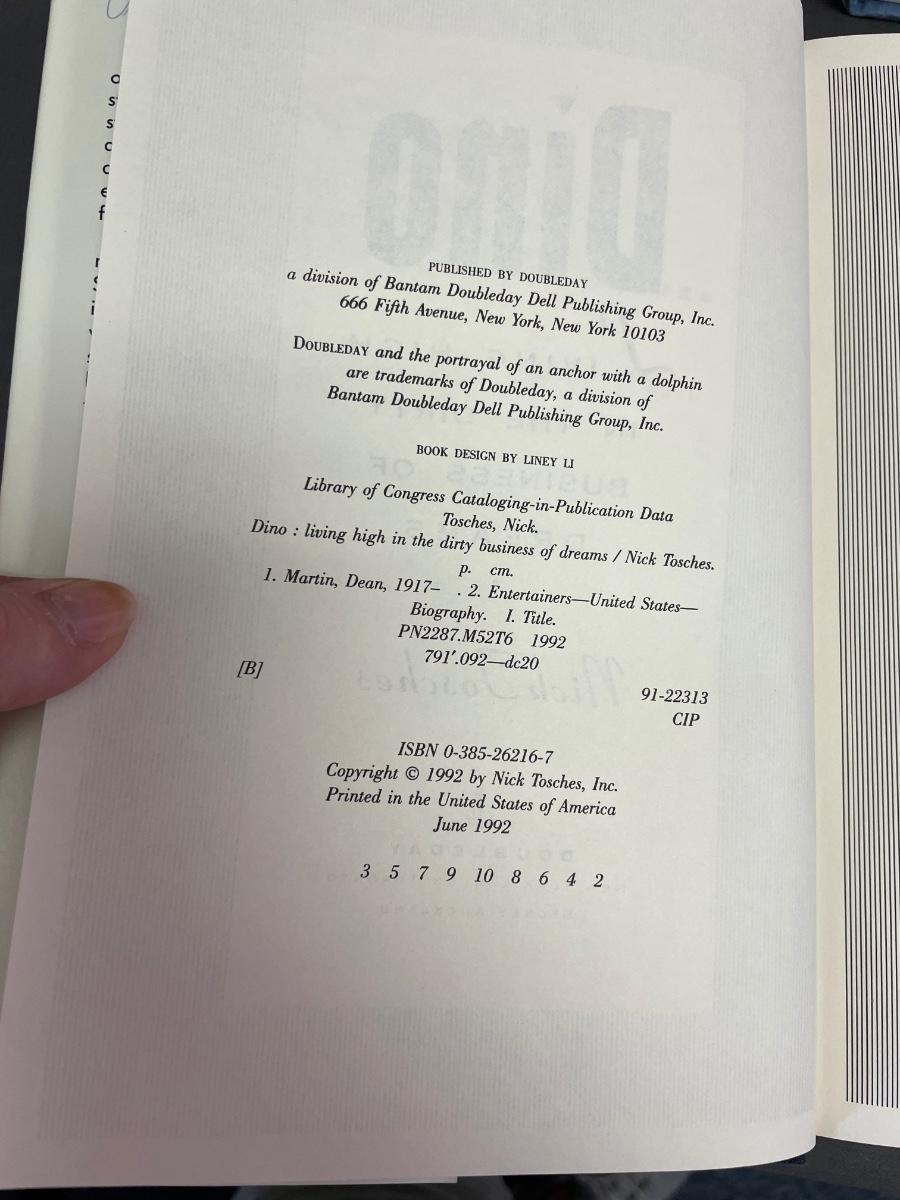 PUBLISHED BY DOUBLEDAY
a division of Bantam Doubleday Dell Publishing Group, Inc.
666 Fifth Avenue, New York, New York 10103
DOUBLEDAY and the portrayal of an anchor with a dolphin
are trademarks of Doubleday, a division of
Bantam Doubleday Dell Publishing Group, Inc.
BOOK DESIGN BY LINEY LI
Library of Congress Cataloging-in-Publication Data
Tosches, Nick.
Dino : living high in the dirty business of dreams / Nick Tosches.
p. cm.
1. Martin, Dean, 1917– . 2. Entertainers—United States—
Biography. I. Title.
PN2287.M52T6 1992
791′.092—dc20
[B]
91-22313
CIP
ISBN 0-385-26216-7
Copyright © 1992 by Nick Tosches, Inc.
Printed in the United States of America
June 1992
3 5 7 9 10 8 6 4 2